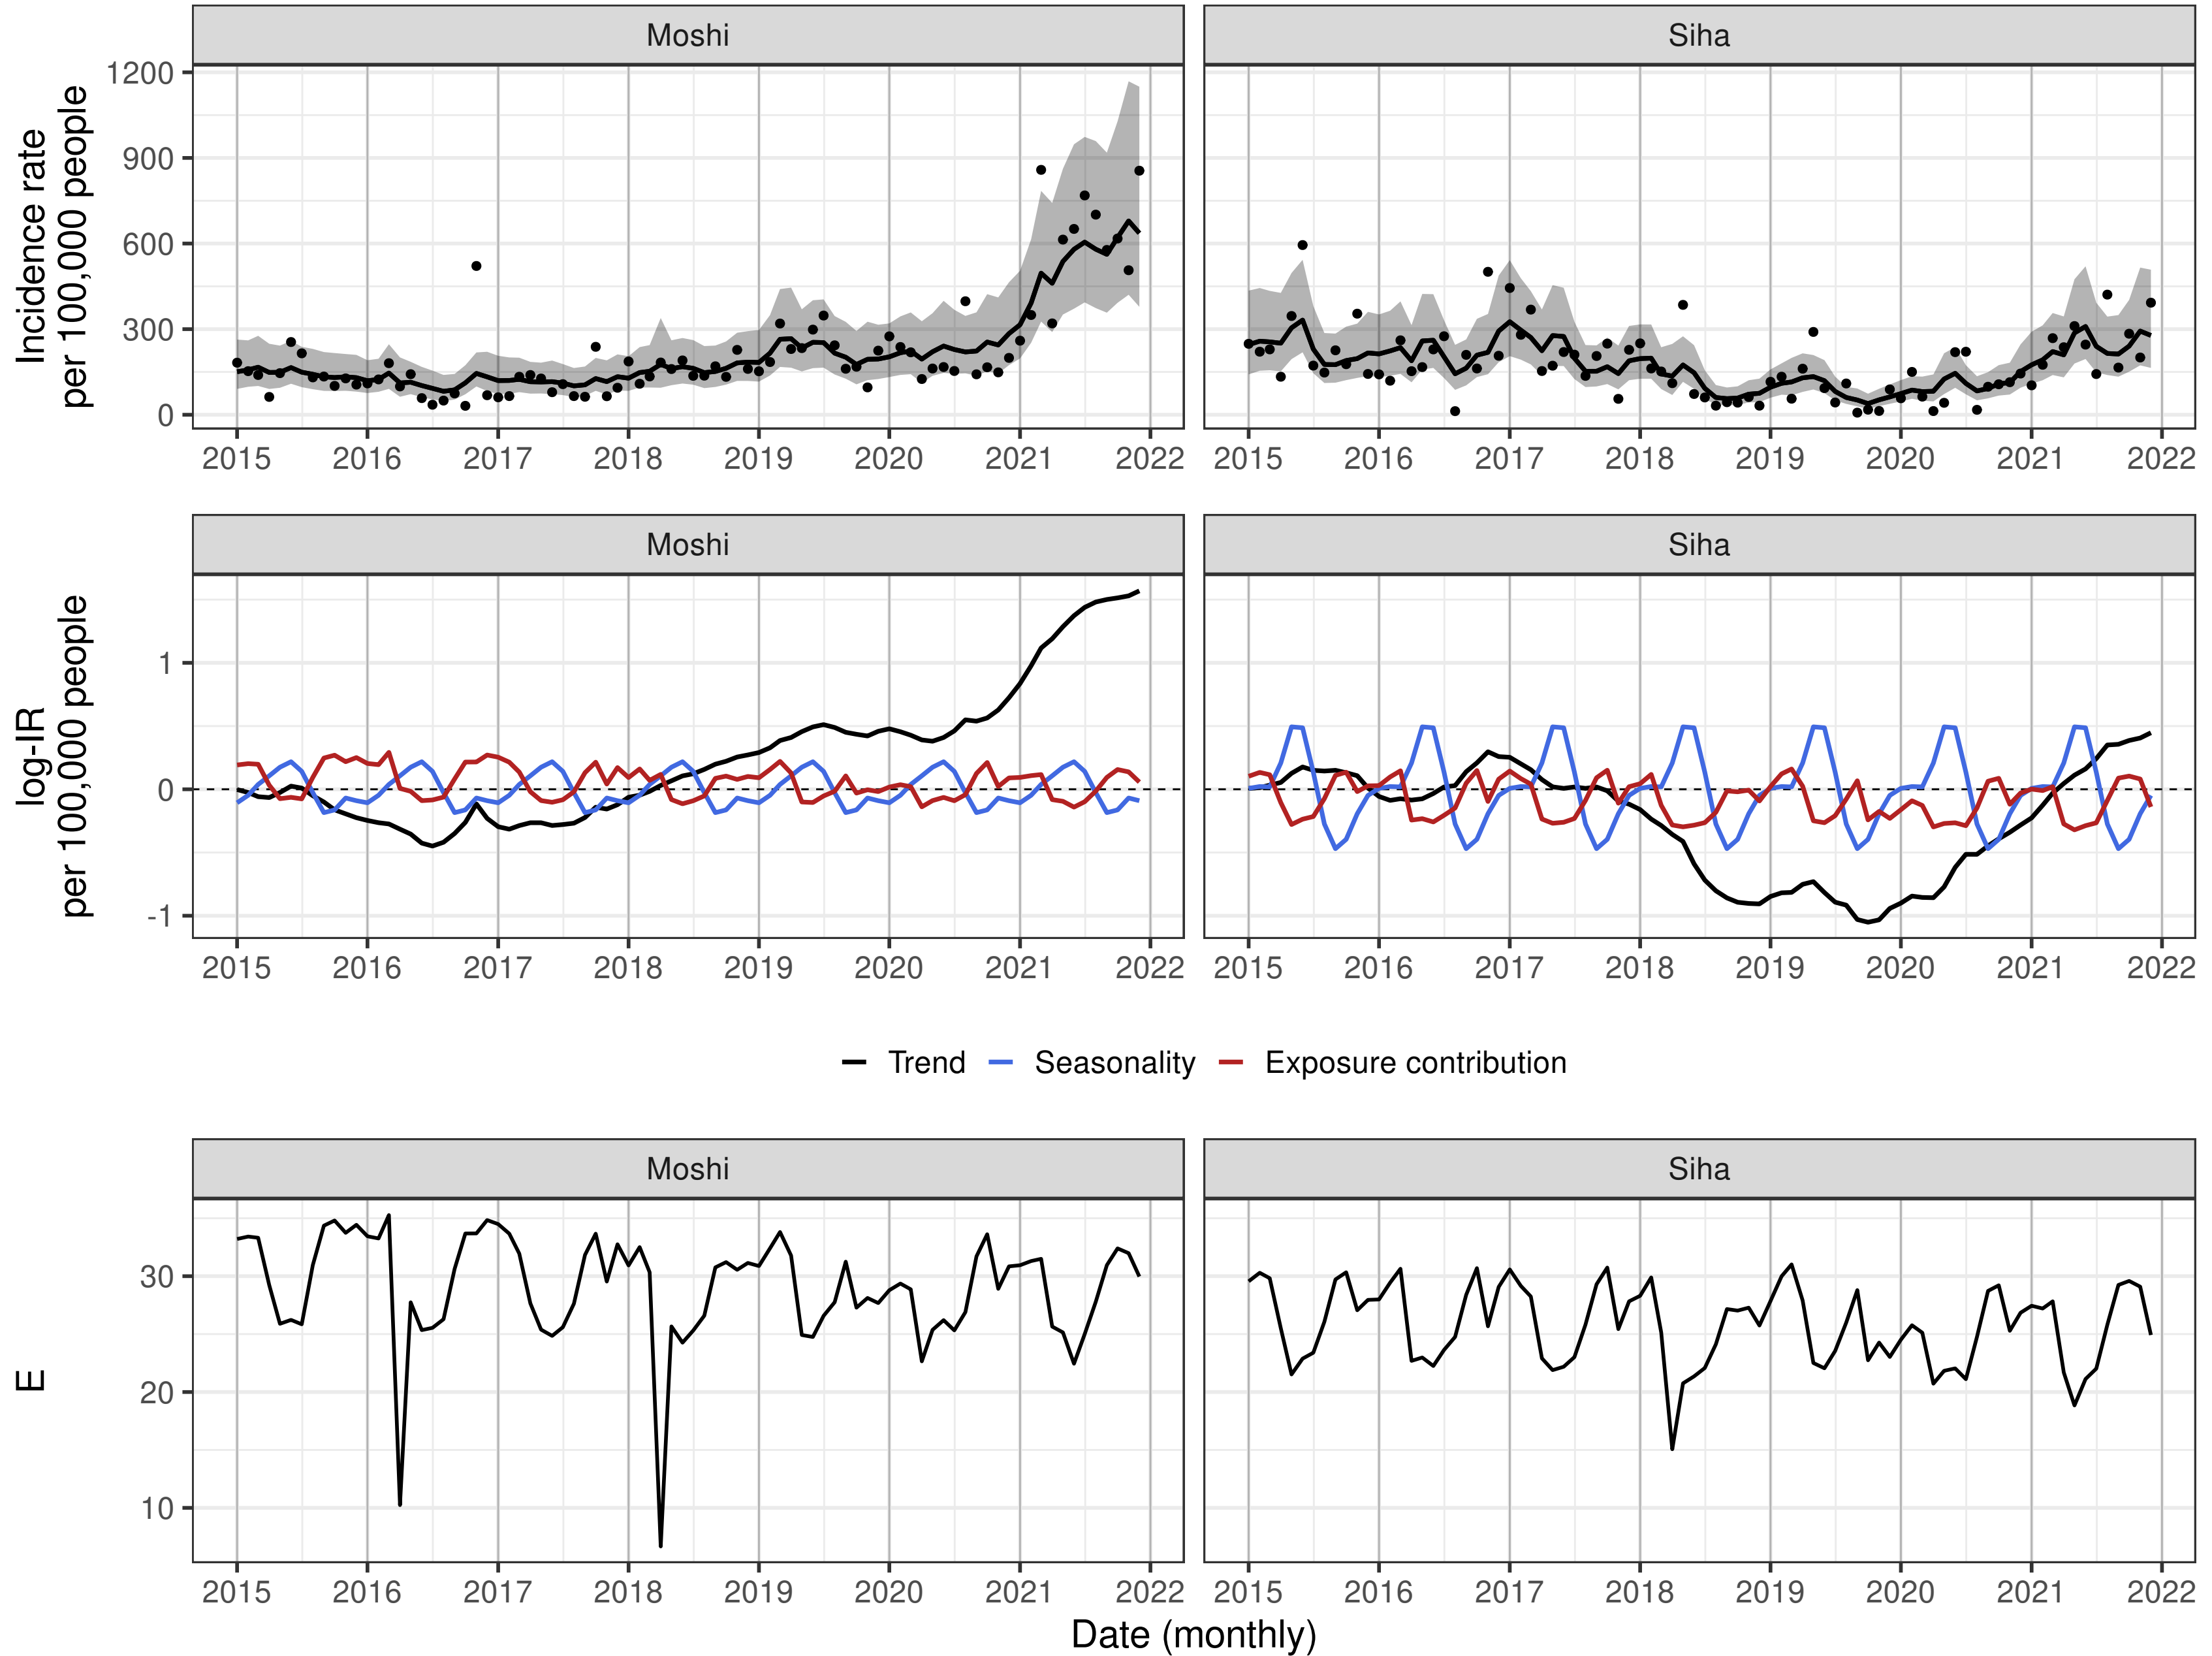 Moshi
Siha
Incidence rate
per 100,000 people
1200
900
600
300
0
2015 2016 2017 2018 2019 2020 2021 2022
2015 2016 2017 2018 2019 2020 2021 2022
Moshi
Siha
log-IR
per 100,000 people
1
0
-1
2015 2016 2017 2018 2019 2020 2021 2022
2015 2016 2017 2018 2019 2020 2021 2022
Trend Seasonality Exposure contribution
Moshi
Siha
E
30
20
10
2015 2016 2017 2018 2019 2020 2021 2022
2015 2016 2017 2018 2019 2020 2021 2022
Date (monthly)